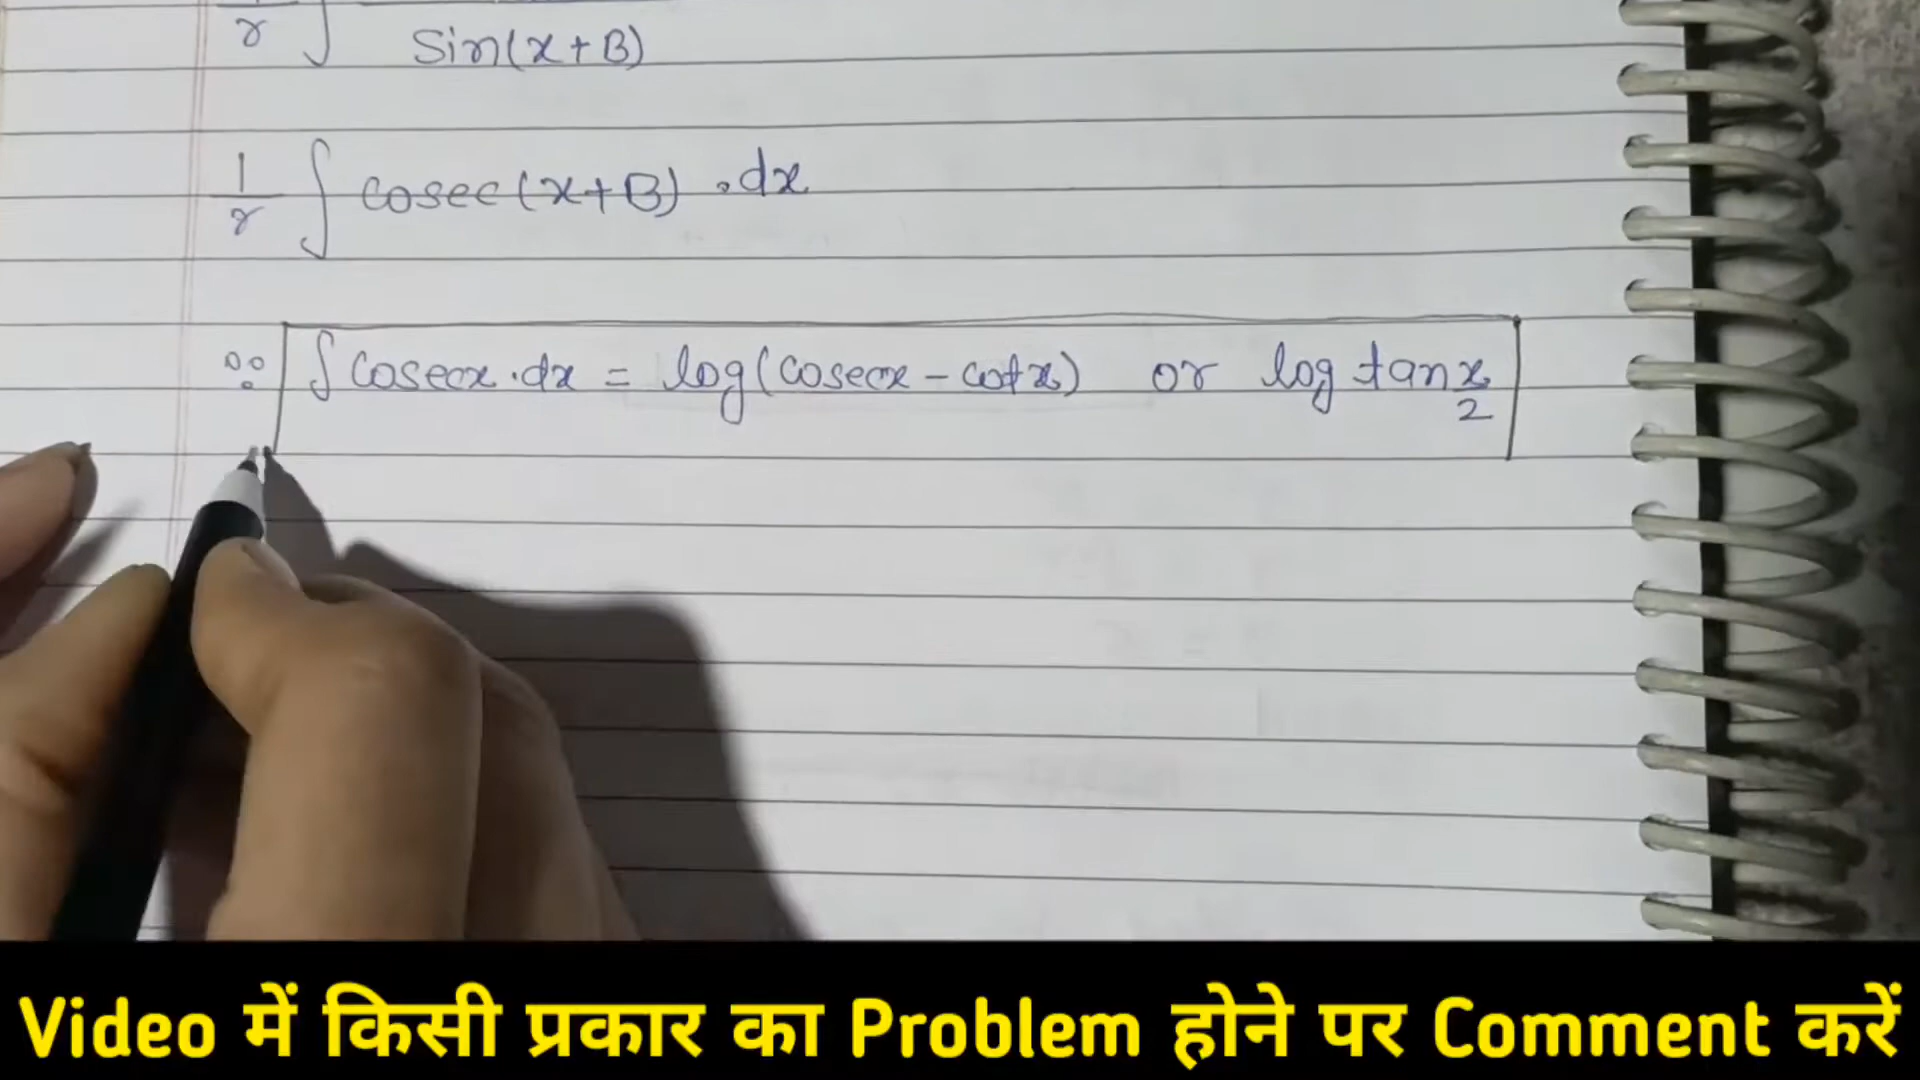 1/r ∫ Sin(x+B)
1/r ∫ cosec(x+B) . dx
∵ ∫ cosecx . dx = log(cosecx - cotx) or log tan x/2
Video में किसी प्रकार का Problem होने पर Comment करें